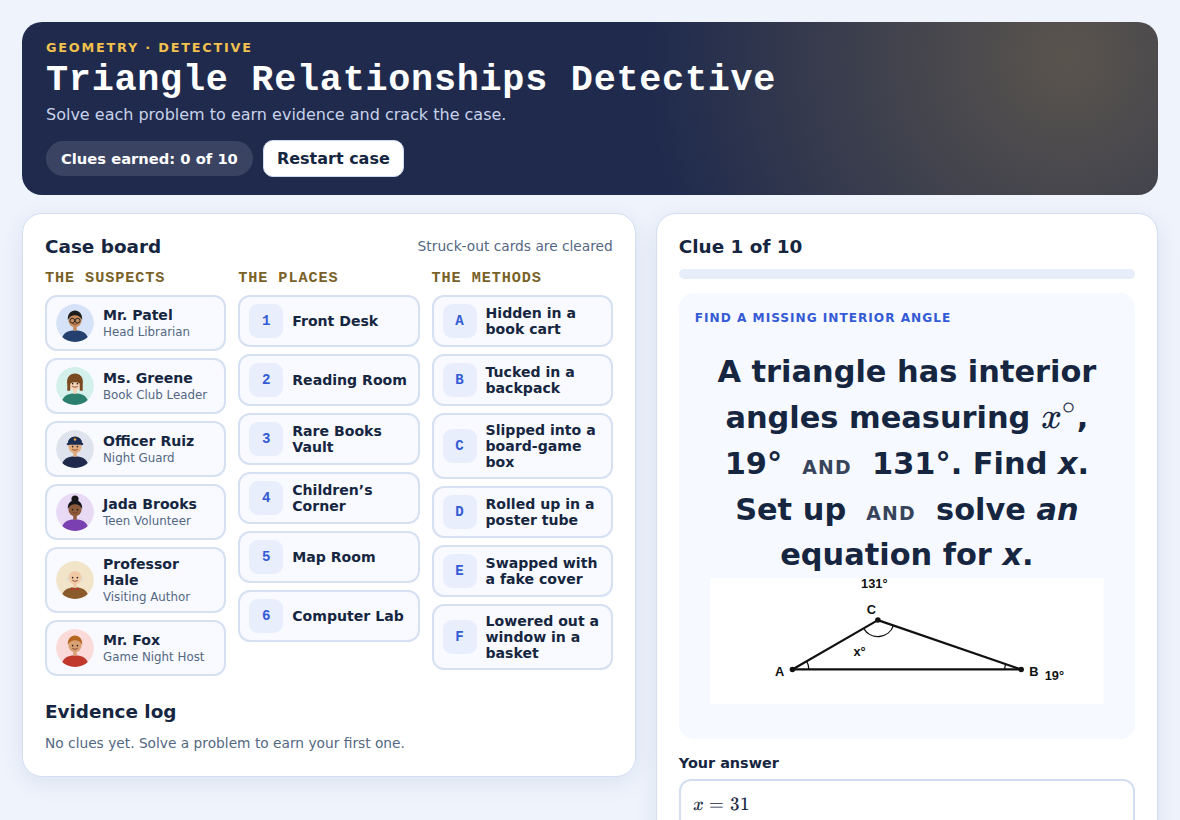 GEOMETRY · DETECTIVE
Triangle Relationships Detective
Solve each problem to earn evidence and crack the case.
Clues earned: 0 of 10
Restart case
Case board
Struck-out cards are cleared
THE SUSPECTS
Mr. Patel
Head Librarian
Ms. Greene
Book Club Leader
Officer Ruiz
Night Guard
Jada Brooks
Teen Volunteer
Professor
Hale
Visiting Author
Mr. Fox
Game Night Host
THE PLACES
1 Front Desk
2 Reading Room
3 Rare Books
Vault
4 Children’s
Corner
5 Map Room
6 Computer Lab
THE METHODS
A Hidden in a
book cart
B Tucked in a
backpack
C Slipped into a
board-game
box
D Rolled up in a
poster tube
E Swapped with
a fake cover
F Lowered out a
window in a
basket
Evidence log
No clues yet. Solve a problem to earn your first one.
Clue 1 of 10
FIND A MISSING INTERIOR ANGLE
A triangle has interior
angles measuring x°,
19° AND 131°. Find x.
Set up AND solve an
equation for x.
131°
C
x°
A
B 19°
Your answer
x = 31